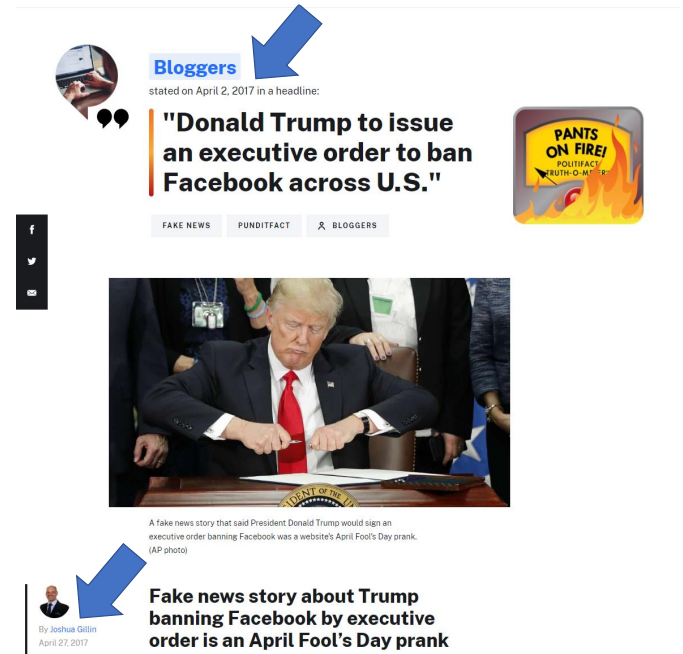 Bloggers
stated on April 2, 2017 in a headline:
"Donald Trump to issue
an executive order to ban
Facebook across U.S."
PANTS
ON FIRE!
POLITIFACT
FAKE NEWS
PUNDITFACT
BLOGGERS
A fake news story that said President Donald Trump would sign an
executive order banning Facebook was a website's April Fool's Day prank.
(AP photo)
By Joshua Gillin
April 27, 2017
Fake news story about Trump
banning Facebook by executive
order is an April Fool’s Day prank